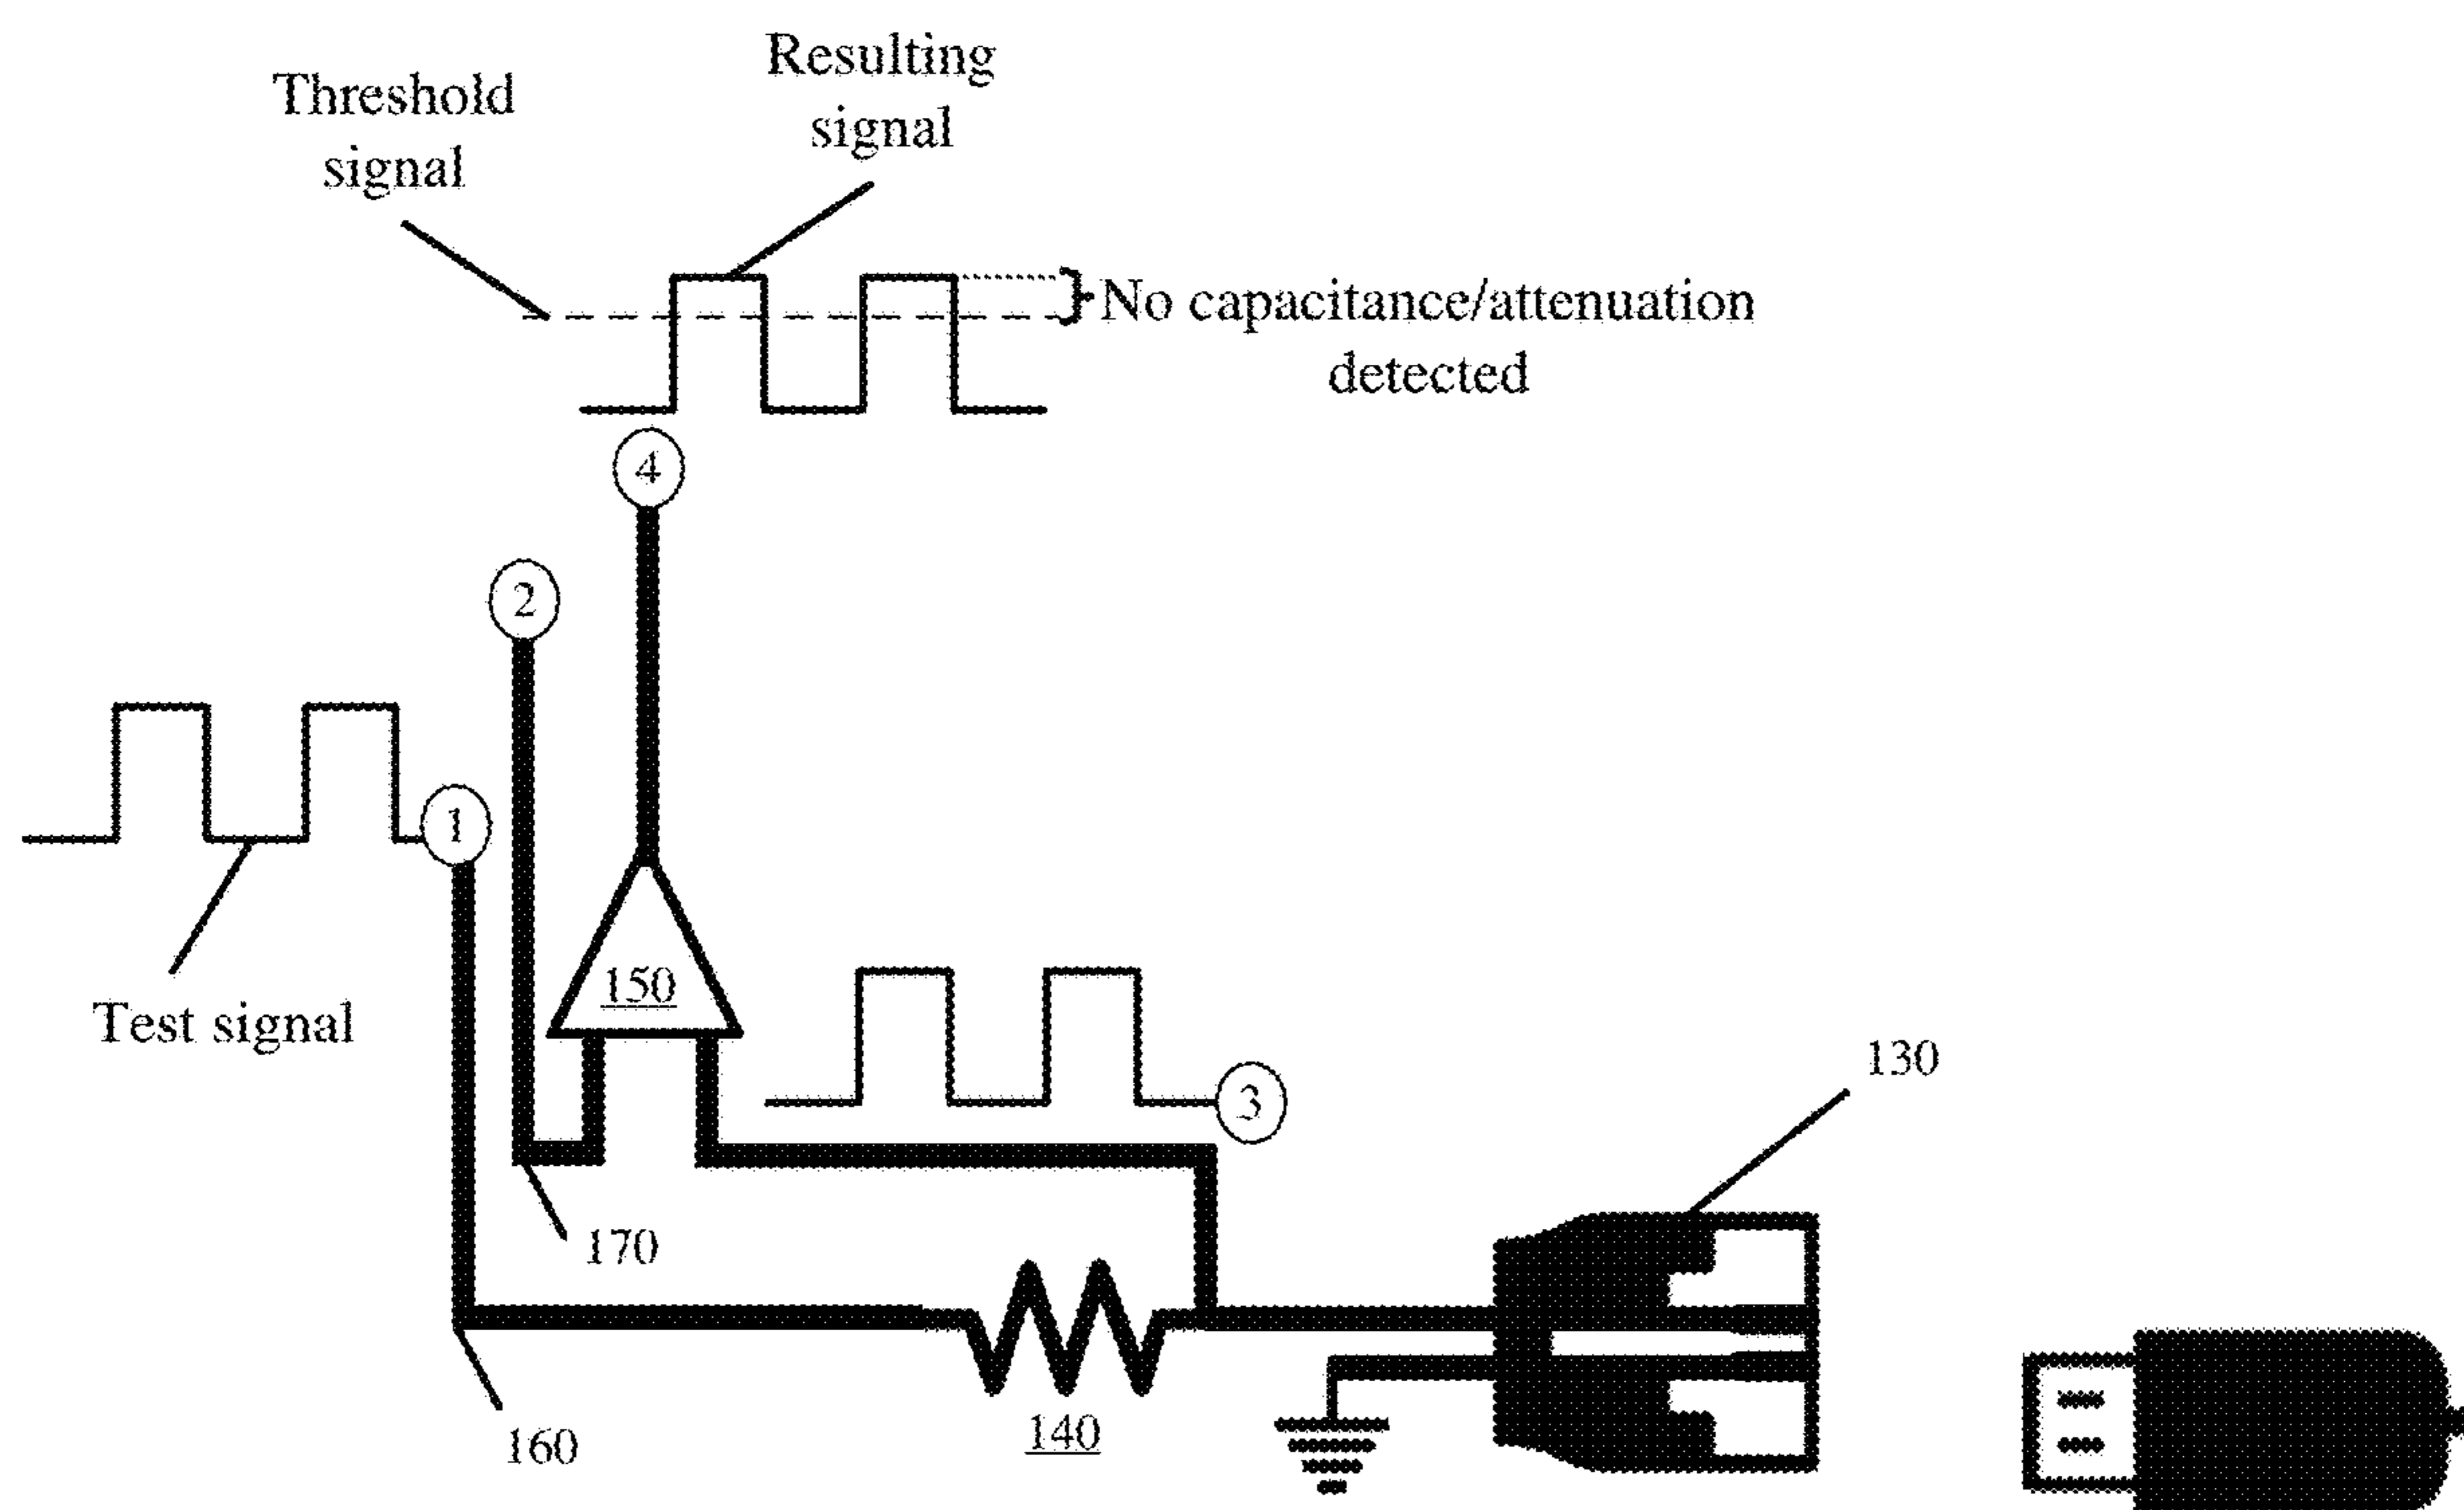 Threshold
signal
Resulting
signal
No capacitance/attenuation
detected
4
2
1
Test signal
150
3
130
170
160
140